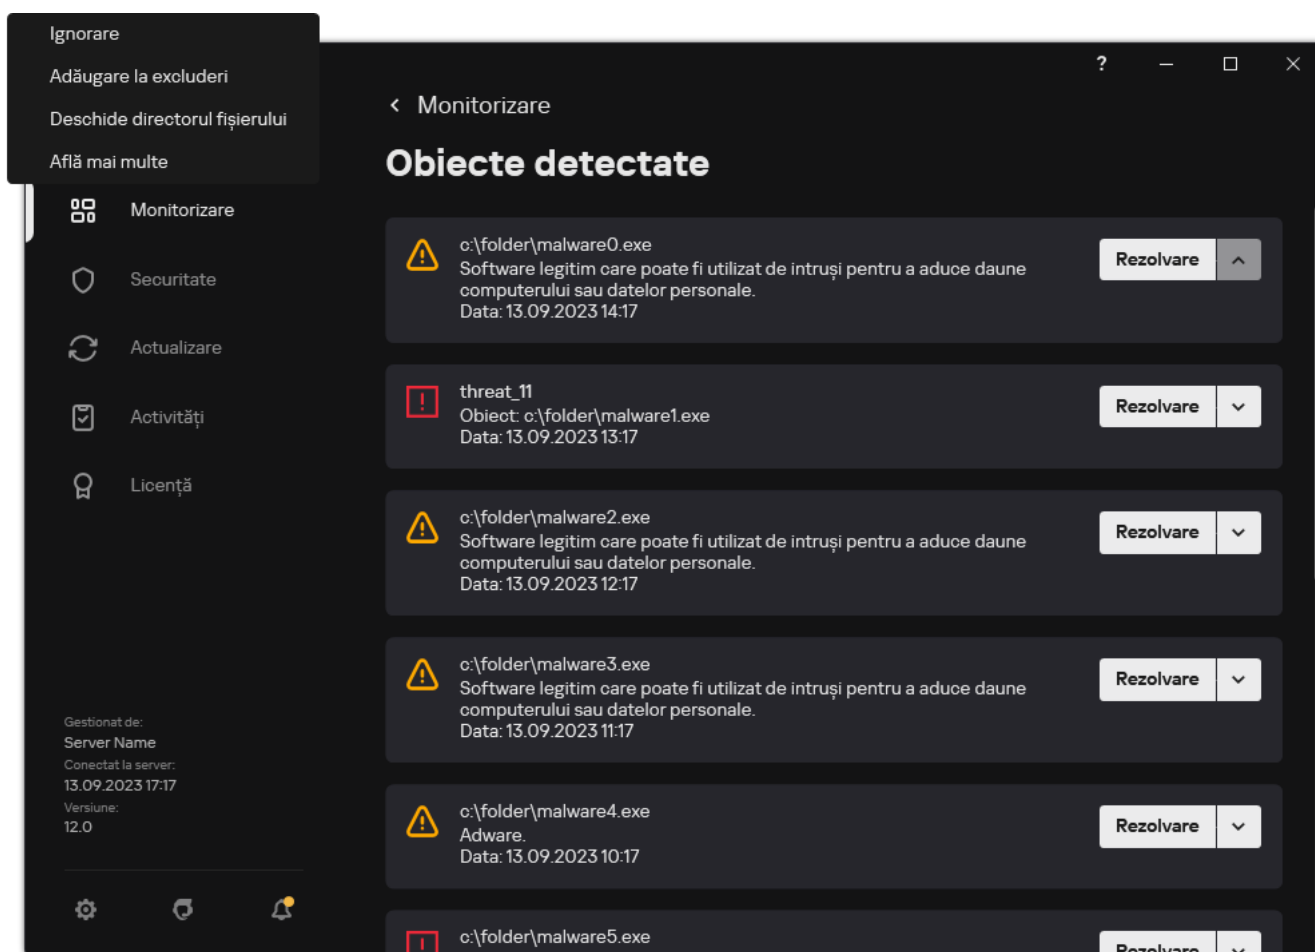 Ignorare
Adăugare la excluderi
Deschide directorul fișierului
Află mai multe
?
Monitorizare
Obiecte detectate
Monitorizare
Securitate
Actualizare
Activități
Licență
Gestionat de:
Server Name
Conectat la server:
13.09.2023 17:17
Versiune:
12.0
c:\folder\malware0.exe
Software legitim care poate fi utilizat de intruși pentru a aduce daune
computerului sau datelor personale.
Data: 13.09.2023 14:17
Rezolvare
threat_11
Obiect: c:\folder\malware1.exe
Data: 13.09.2023 13:17
Rezolvare
c:\folder\malware2.exe
Software legitim care poate fi utilizat de intruși pentru a aduce daune
computerului sau datelor personale.
Data: 13.09.2023 12:17
Rezolvare
c:\folder\malware3.exe
Software legitim care poate fi utilizat de intruși pentru a aduce daune
computerului sau datelor personale.
Data: 13.09.2023 11:17
Rezolvare
c:\folder\malware4.exe
Adware.
Data: 13.09.2023 10:17
Rezolvare
c:\folder\malware5.exe
Rezolvare